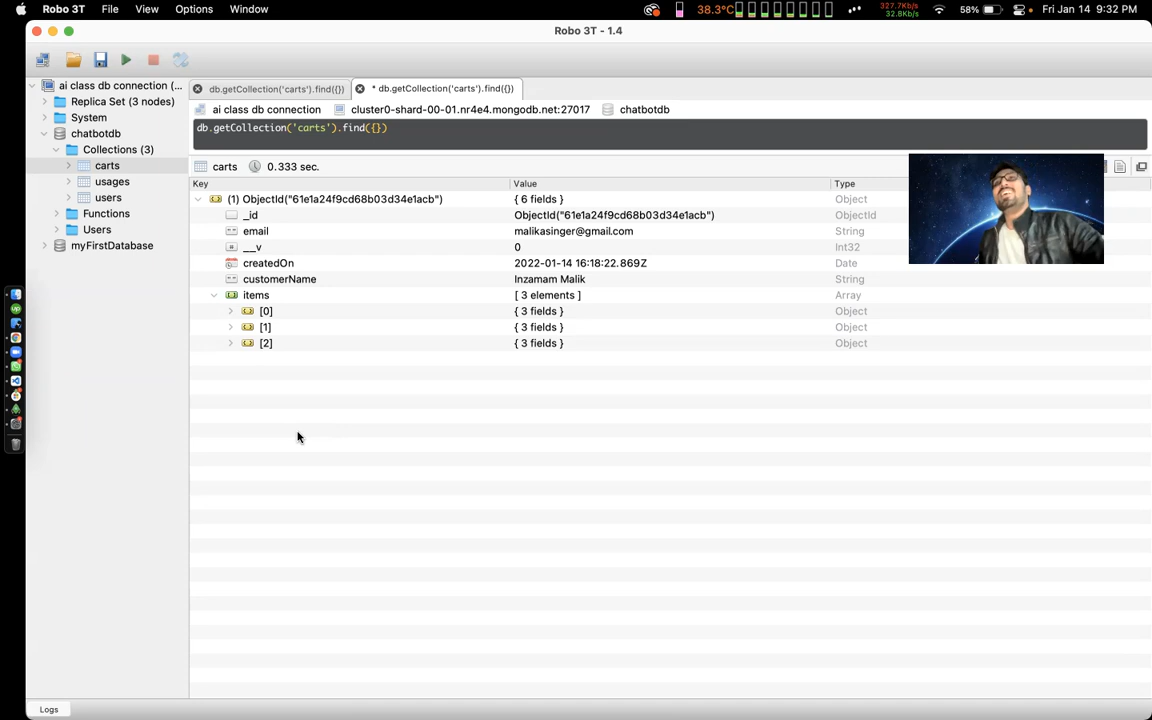 Robo 3T File View Options Window 38.3°C 327.7Kb/s 32.8Kb/s 58% Fri Jan 14 9:32 PM
Robo 3T - 1.4
ai class db connection (...
Replica Set (3 nodes)
System
chatbotdb
Collections (3)
carts
usages
users
Functions
Users
myFirstDatabase
db.getCollection('carts').find({}) * db.getCollection('carts').find({})
ai class db connection cluster0-shard-00-01.nr4e4.mongodb.net:27017 chatbotdb
db.getCollection('carts').find({})
carts 0.333 sec.
Key Value Type
(1) ObjectId("61e1a24f9cd68b03d34e1acb") { 6 fields } Object
_id ObjectId("61e1a24f9cd68b03d34e1acb") ObjectId
email malikasinger@gmail.com String
__v 0 Int32
createdOn 2022-01-14 16:18:22.869Z Date
customerName Inzamam Malik String
items [ 3 elements ] Array
[0] { 3 fields } Object
[1] { 3 fields } Object
[2] { 3 fields } Object
Logs